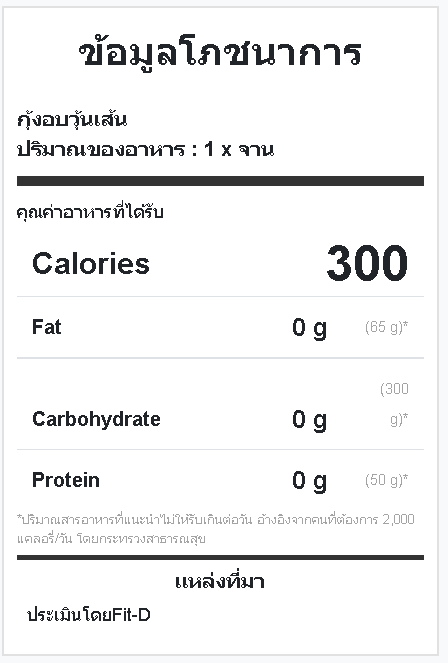 ข้อมูลโภชนาการ
กุ้งอบวุ้นเส้น
ปริมาณของอาหาร : 1 x จาน
คุณค่าอาหารที่ได้รับ
Calories 300
Fat 0 g (65 g)*
Carbohydrate 0 g (300 g)*
Protein 0 g (50 g)*
*ปริมาณสารอาหารที่แนะนำไม่ให้รับเกินต่อวัน อ้างอิงจากคนที่ต้องการ 2,000
แคลอรี่/วัน โดยกระทรวงสาธารณสุข
แหล่งที่มา
ประเมินโดยFit-D